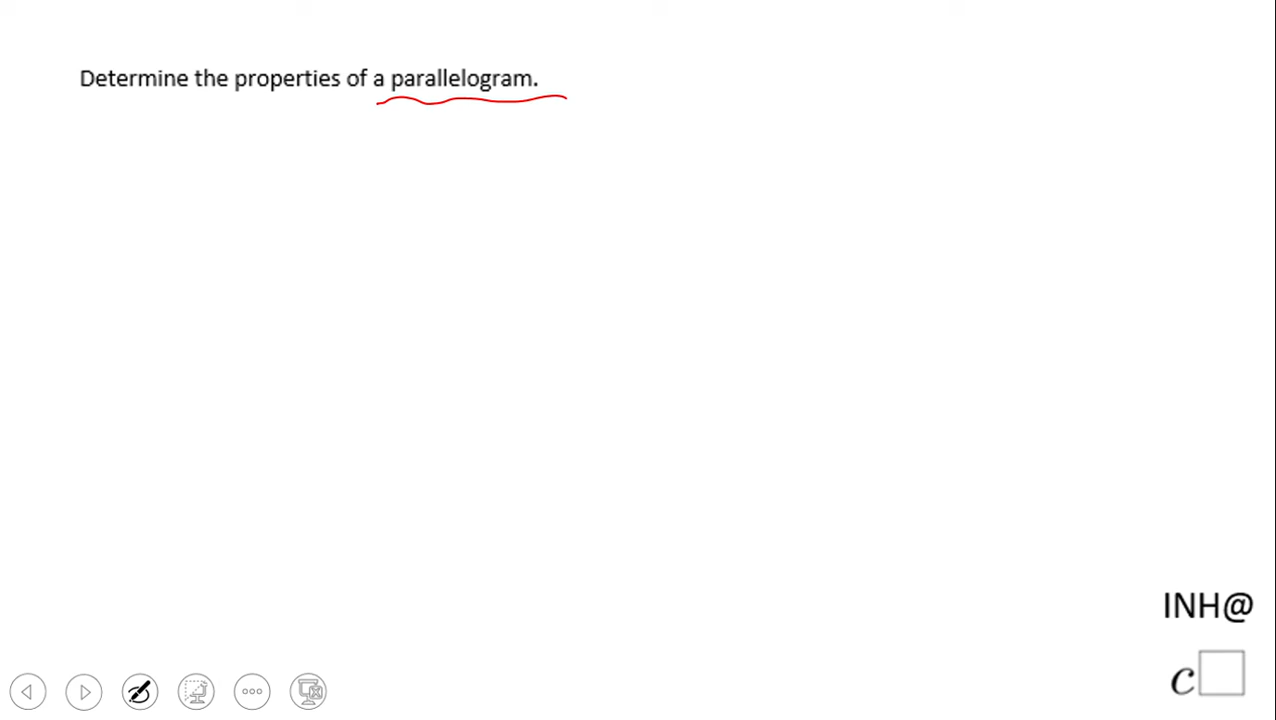 Determine the properties of a parallelogram.
INH@
c